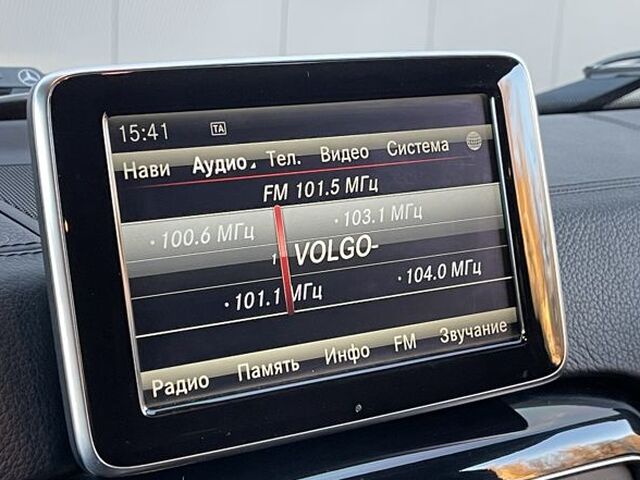 15:41 TA
Нави Аудио Тел. Видео Система
FM 101.5 МГц
100.6 МГц 103.1 МГц
1 VOLGO-
101.1 МГц 104.0 МГц
Радио Память Инфо FM Звучание